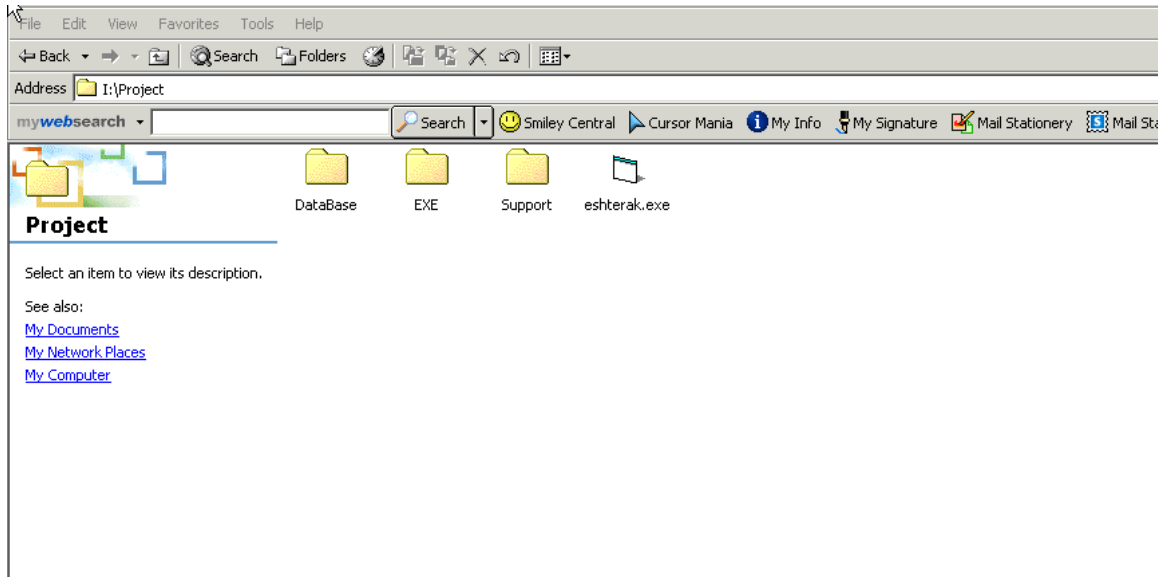 File Edit View Favorites Tools Help
Back Search Folders
Address I:\Project
mywebsearch Search Smiley Central Cursor Mania My Info My Signature Mail Stationery Mail Sta
DataBase EXE Support eshterak.exe
Project
Select an item to view its description.
See also:
My Documents
My Network Places
My Computer